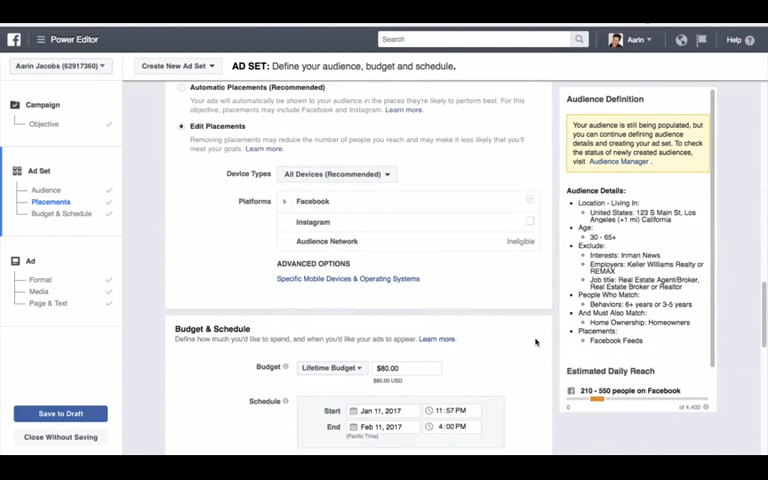 Power Editor
Search
Aarin
Help
Aarin Jacobs (62917360)
Create New Ad Set
AD SET: Define your audience, budget and schedule.
Campaign
Objective
Ad Set
Audience
Placements
Budget & Schedule
Ad
Format
Media
Page & Text
Save to Draft
Close Without Saving
Automatic Placements (Recommended)
Your ads will automatically be shown to your audience in the places they're likely to perform best. For this
objective, placements may include Facebook and Instagram. Learn more.
Edit Placements
Removing placements may reduce the number of people you reach and may make it less likely that you'll
meet your goals. Learn more.
Device Types
All Devices (Recommended)
Platforms
Facebook
Instagram
Audience Network
Ineligible
ADVANCED OPTIONS
Specific Mobile Devices & Operating Systems
Budget & Schedule
Define how much you'd like to spend, and when you'd like your ads to appear. Learn more.
Budget
Lifetime Budget
$80.00
$80.00 USD
Schedule
Start
Jan 11, 2017
11:57 PM
End
Feb 11, 2017
4:00 PM
(Pacific Time)
Audience Definition
Your audience is still being populated, but
you can continue defining audience
details and creating your ad set. To check
the status of newly created audiences,
visit Audience Manager.
Audience Details:
Location - Living In:
United States: 123 S Main St, Los
Angeles (+1 mi) California
Age:
30 - 65+
Exclude:
Interests: Inman News
Employers: Keller Williams Realty or
REMAX
Job title: Real Estate Agent/Broker,
Real Estate Broker or Realtor
People Who Match:
Behaviors: 6+ years or 3-5 years
And Must Also Match:
Home Ownership: Homeowners
Placements:
Facebook Feeds
Estimated Daily Reach
210 - 550 people on Facebook
0
of 4,400